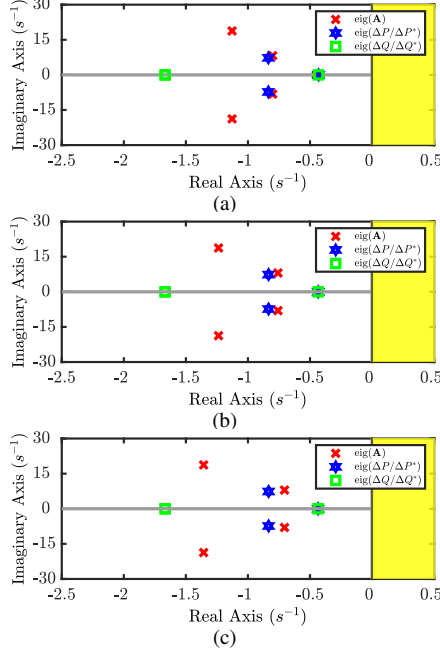 30
15
0
-15
-30
Imaginary Axis (s⁻¹)
eig(A)
eig(ΔP/ΔP*)
eig(ΔQ/ΔQ*)
-2.5 -2 -1.5 -1 -0.5 0 0.5
Real Axis (s⁻¹)
(a)
30
15
0
-15
-30
Imaginary Axis (s⁻¹)
eig(A)
eig(ΔP/ΔP*)
eig(ΔQ/ΔQ*)
-2.5 -2 -1.5 -1 -0.5 0 0.5
Real Axis (s⁻¹)
(b)
30
15
0
-15
-30
Imaginary Axis (s⁻¹)
eig(A)
eig(ΔP/ΔP*)
eig(ΔQ/ΔQ*)
-2.5 -2 -1.5 -1 -0.5 0 0.5
Real Axis (s⁻¹)
(c)